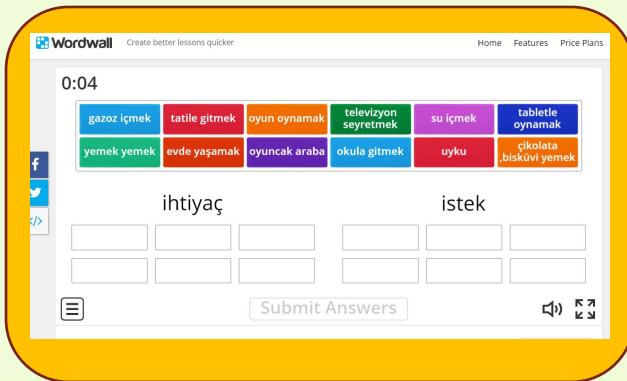 Wordwall Create better lessons quicker Home Features Price Plans
0:04
gazoz içmek tatile gitmek oyun oynamak televizyon seyretmek su içmek tabletle oynamak
yemek yemek evde yaşamak oyuncak araba okula gitmek uyku çikolata ,bisküvi yemek
ihtiyaç istek
Submit Answers